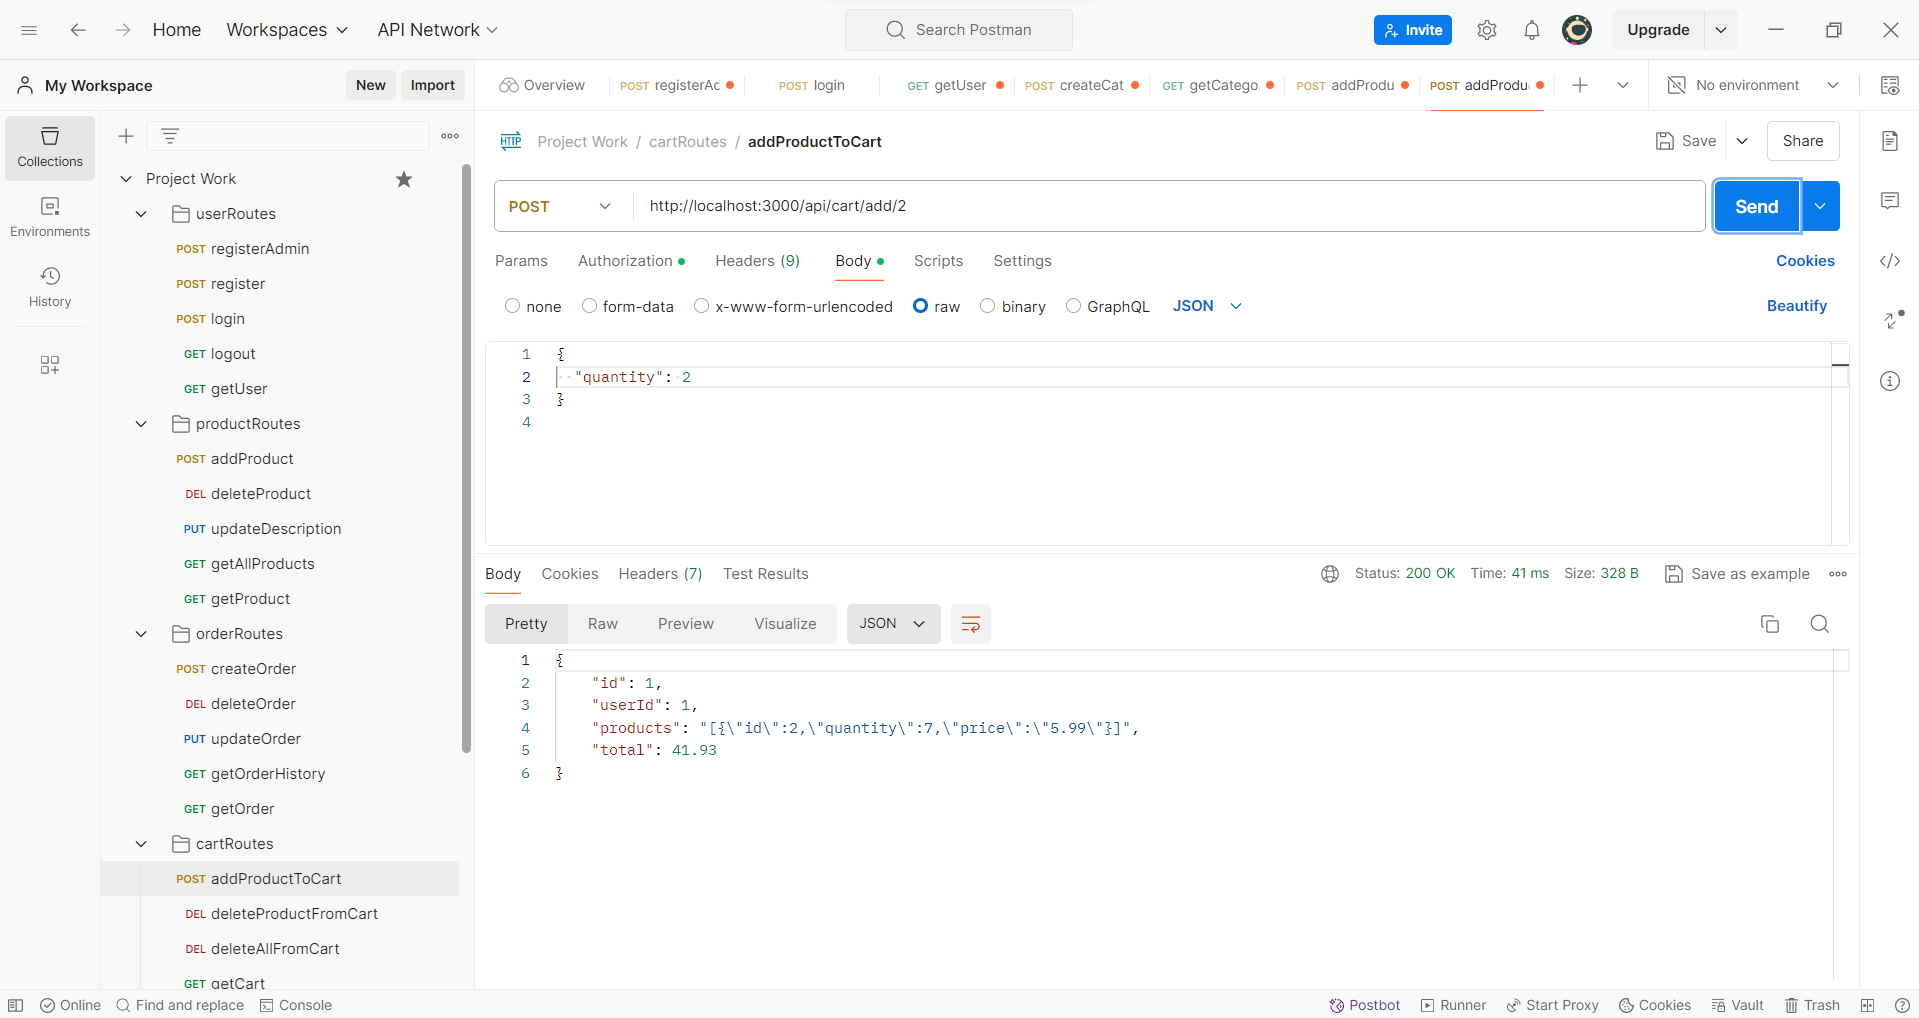 Home Workspaces API Network Search Postman Invite Upgrade
My Workspace New Import Overview POST registerAc POST login GET getUser POST createCat GET getCatego. POST addProdu POST addProdu No environment
Collections
Environments
History
Project Work
userRoutes
POST registerAdmin
POST register
POST login
GET logout
GET getUser
productRoutes
POST addProduct
DEL deleteProduct
PUT updateDescription
GET getAllProducts
GET getProduct
orderRoutes
POST createOrder
DEL deleteOrder
PUT updateOrder
GET getOrderHistory
GET getOrder
cartRoutes
POST addProductToCart
DEL deleteProductFromCart
DEL deleteAllFromCart
GET getCart
HTTP Project Work / cartRoutes / addProductToCart Save Share
POST http://localhost:3000/api/cart/add/2 Send
Params Authorization Headers (9) Body Scripts Settings Cookies
none form-data x-www-form-urlencoded raw binary GraphQL JSON Beautify
1 {
2 "quantity": 2
3 }
4
Body Cookies Headers (7) Test Results Status: 200 OK Time: 41 ms Size: 328 B Save as example
Pretty Raw Preview Visualize JSON
1 {
2 "id": 1,
3 "userId": 1,
4 "products": "[{\"id\":2,\"quantity\":7,\"price\":\"5.99\"}]",
5 "total": 41.93
6 }
Online Find and replace Console Postbot Runner Start Proxy Cookies Vault Trash